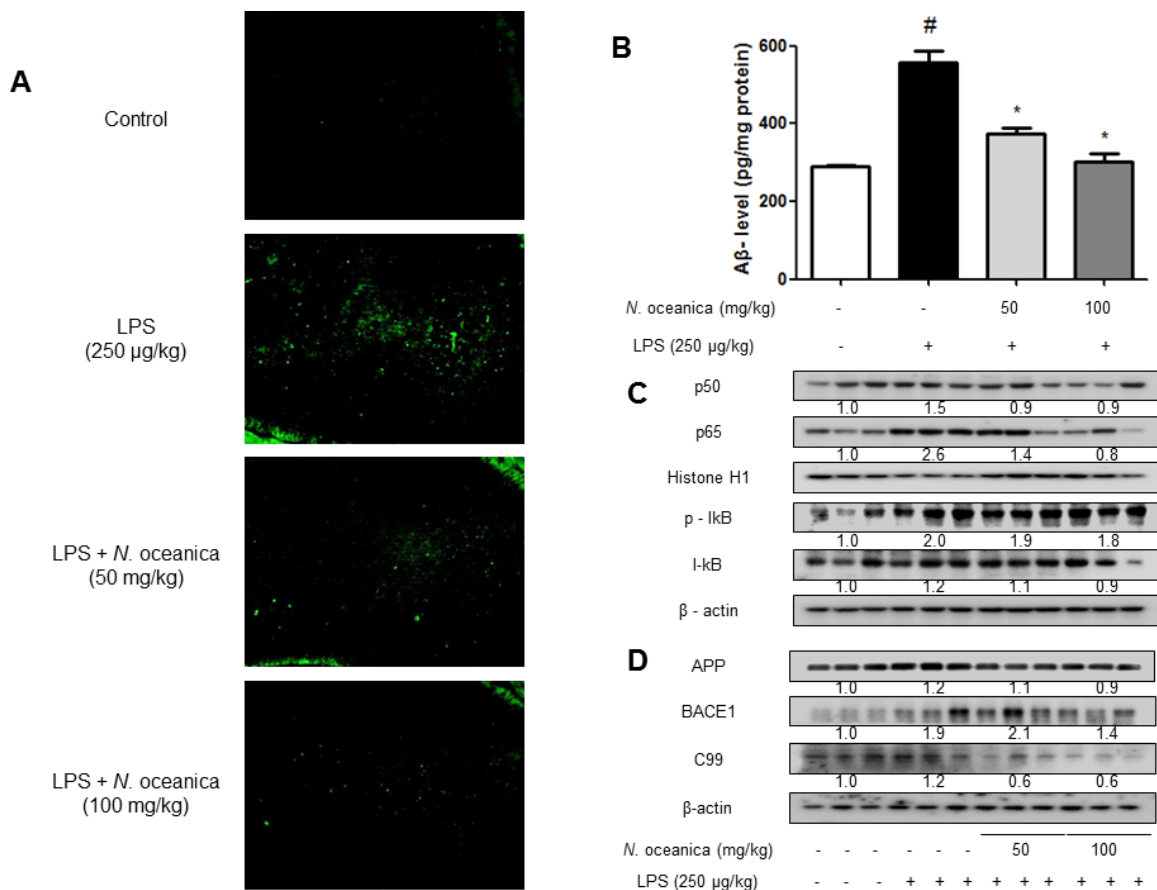 A
Control
LPS
(250 µg/kg)
LPS + N. oceanica
(50 mg/kg)
LPS + N. oceanica
(100 mg/kg)
B
Aβ- level (pg/mg protein)
600
400
200
0
#
*
*
N. oceanica (mg/kg) - - 50 100
LPS (250 µg/kg) - + + +
C
p50
1.0 1.5 0.9 0.9
p65
1.0 2.6 1.4 0.8
Histone H1
p - IkB
1.0 2.0 1.9 1.8
I-kB
1.0 1.2 1.1 0.9
β - actin
D
APP
1.0 1.2 1.1 0.9
BACE1
1.0 1.9 2.1 1.4
C99
1.0 1.2 0.6 0.6
β-actin
N. oceanica (mg/kg) - - - - - - 50 100
LPS (250 µg/kg) - - - + + + + + + + + +